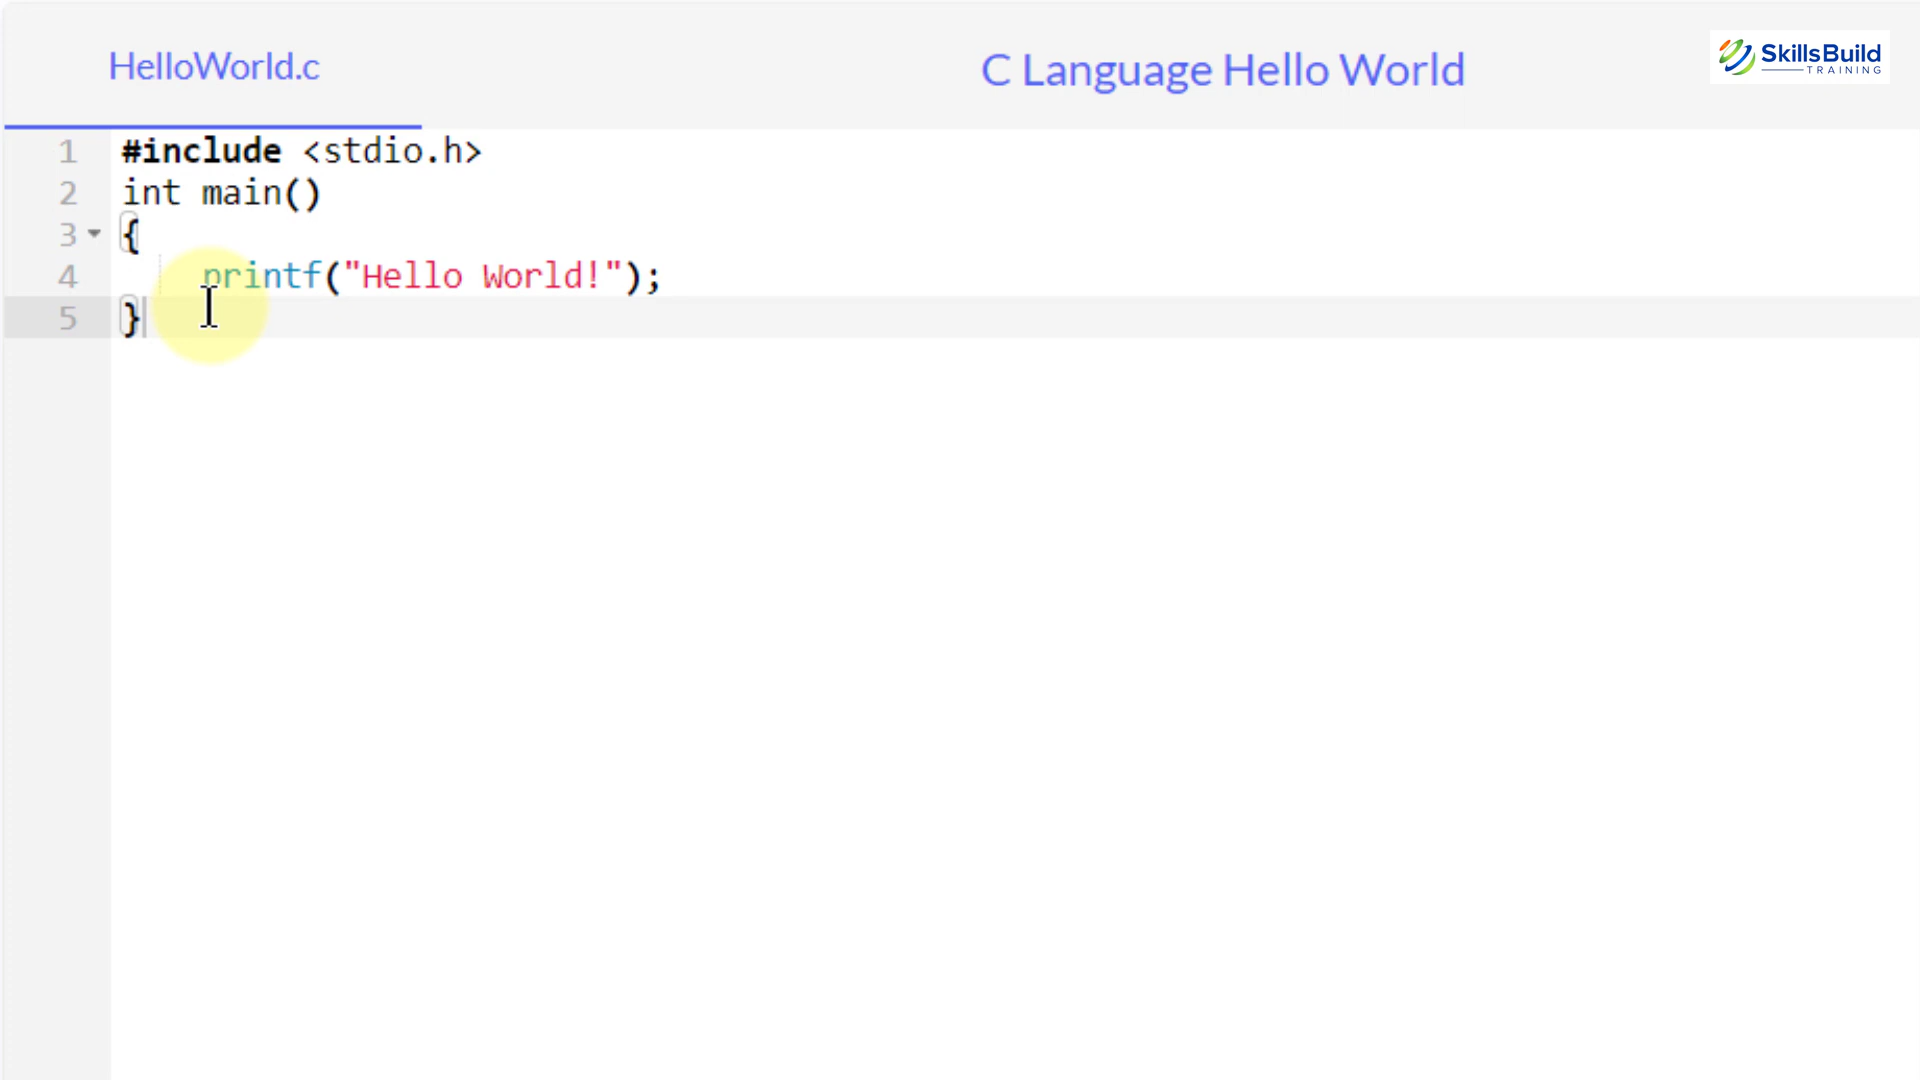 HelloWorld.c
C Language Hello World
SkillsBuild
TRAINING
1 #include <stdio.h>
2 int main()
3 {
4     printf("Hello World!");
5 }